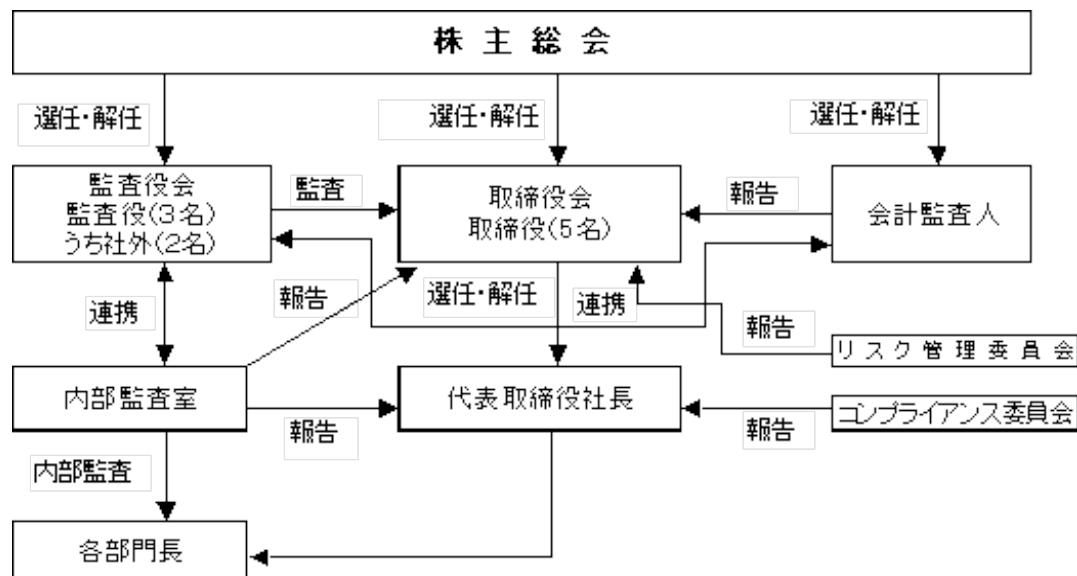 株主総会
選任・解任
選任・解任
選任・解任
監査役会
監査役(3名)
うち社外(2名)
監査
取締役会
取締役(5名)
報告
会計監査人
連携
報告
選任・解任
連携
報告
リスク管理委員会
内部監査室
報告
代表取締役社長
報告
コンプライアンス委員会
内部監査
各部門長